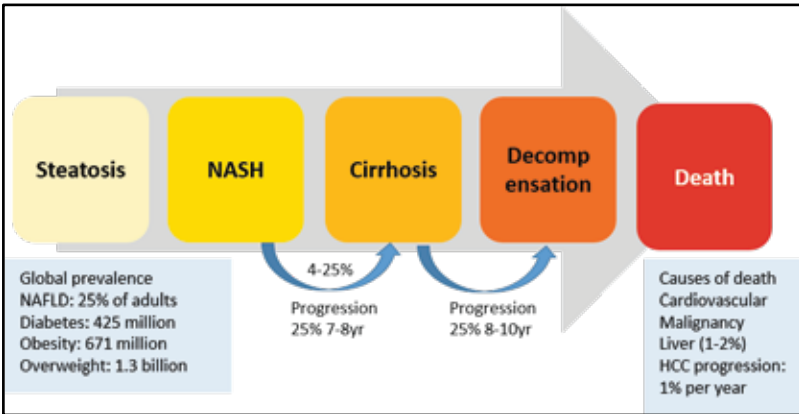 Steatosis
NASH
Cirrhosis
Decomp
ensation
Death
4-25%
Progression
25% 7-8yr
Progression
25% 8-10yr
Global prevalence
NAFLD: 25% of adults
Diabetes: 425 million
Obesity: 671 million
Overweight: 1.3 billion
Causes of death
Cardiovascular
Malignancy
Liver (1-2%)
HCC progression:
1% per year